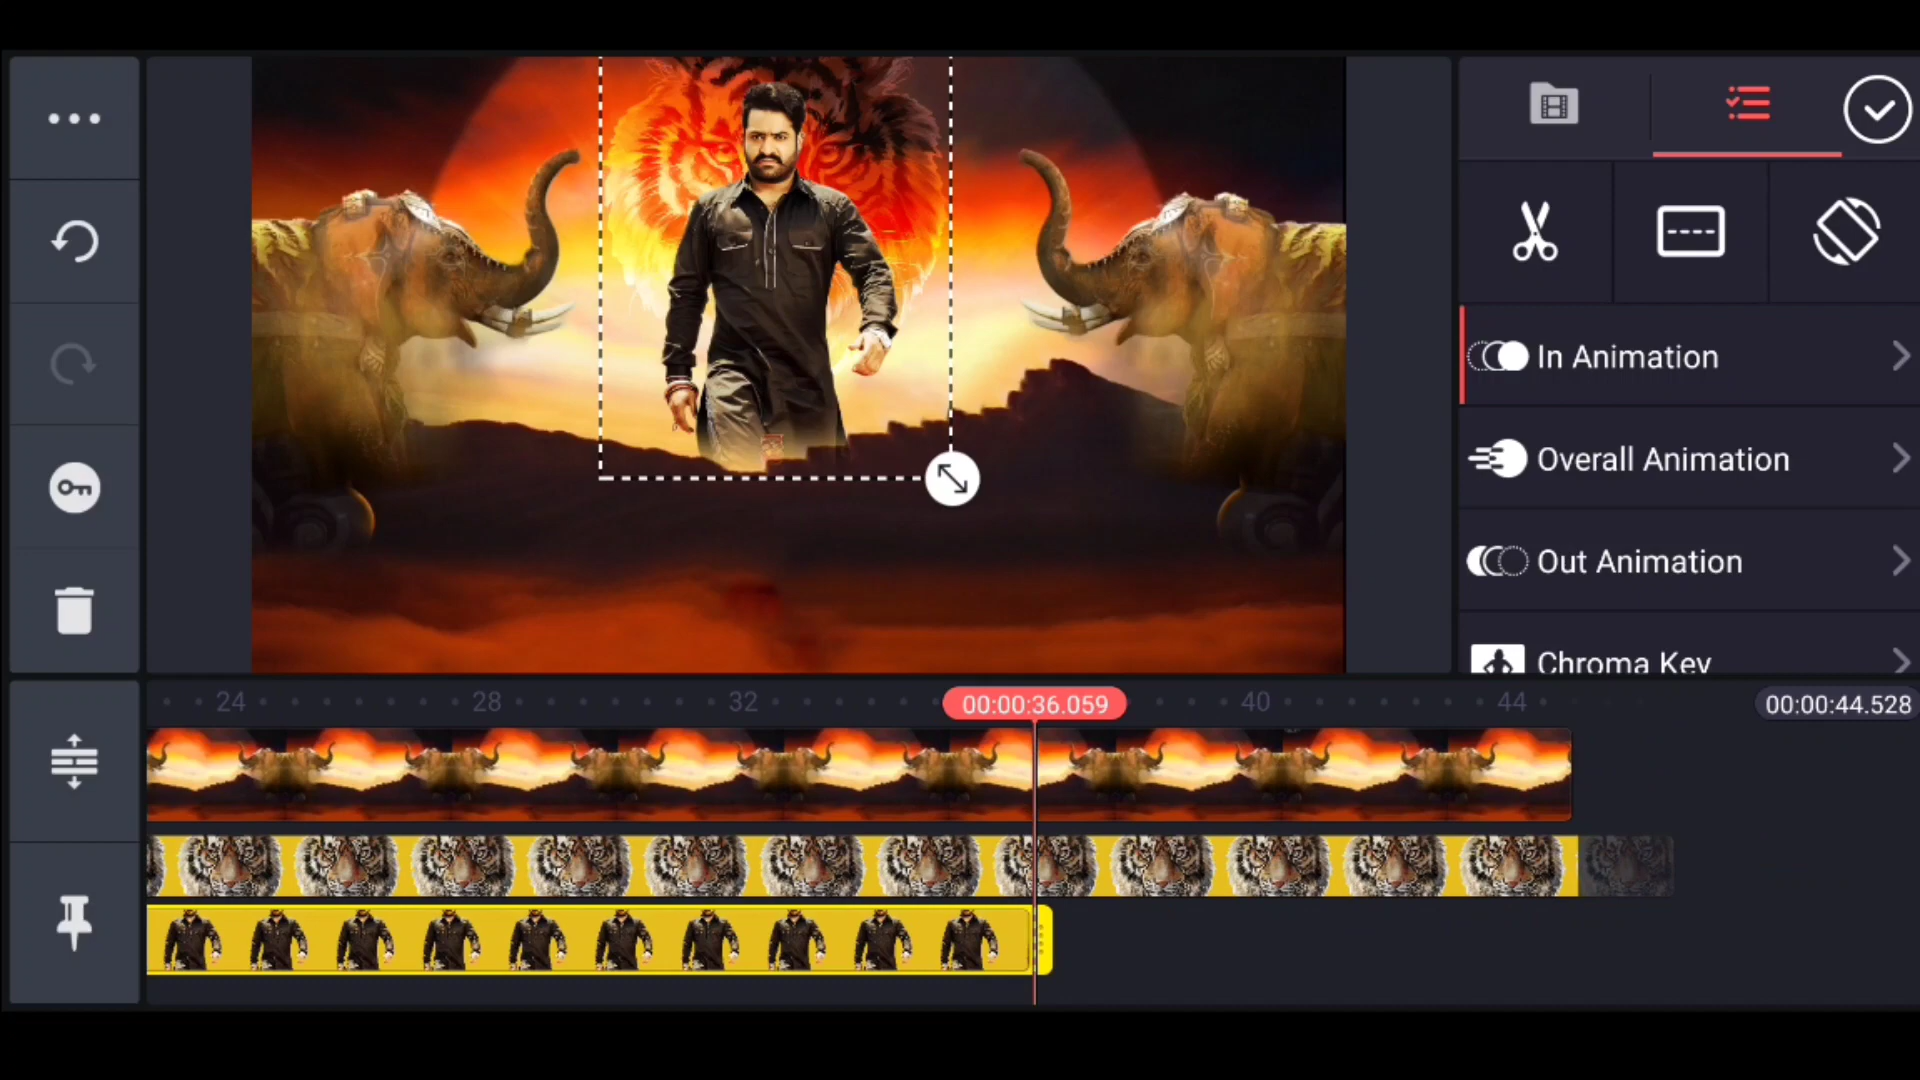 In Animation
Overall Animation
Out Animation
Chroma Key
24
28
32
00:00:36.059
40
44
00:00:44.528